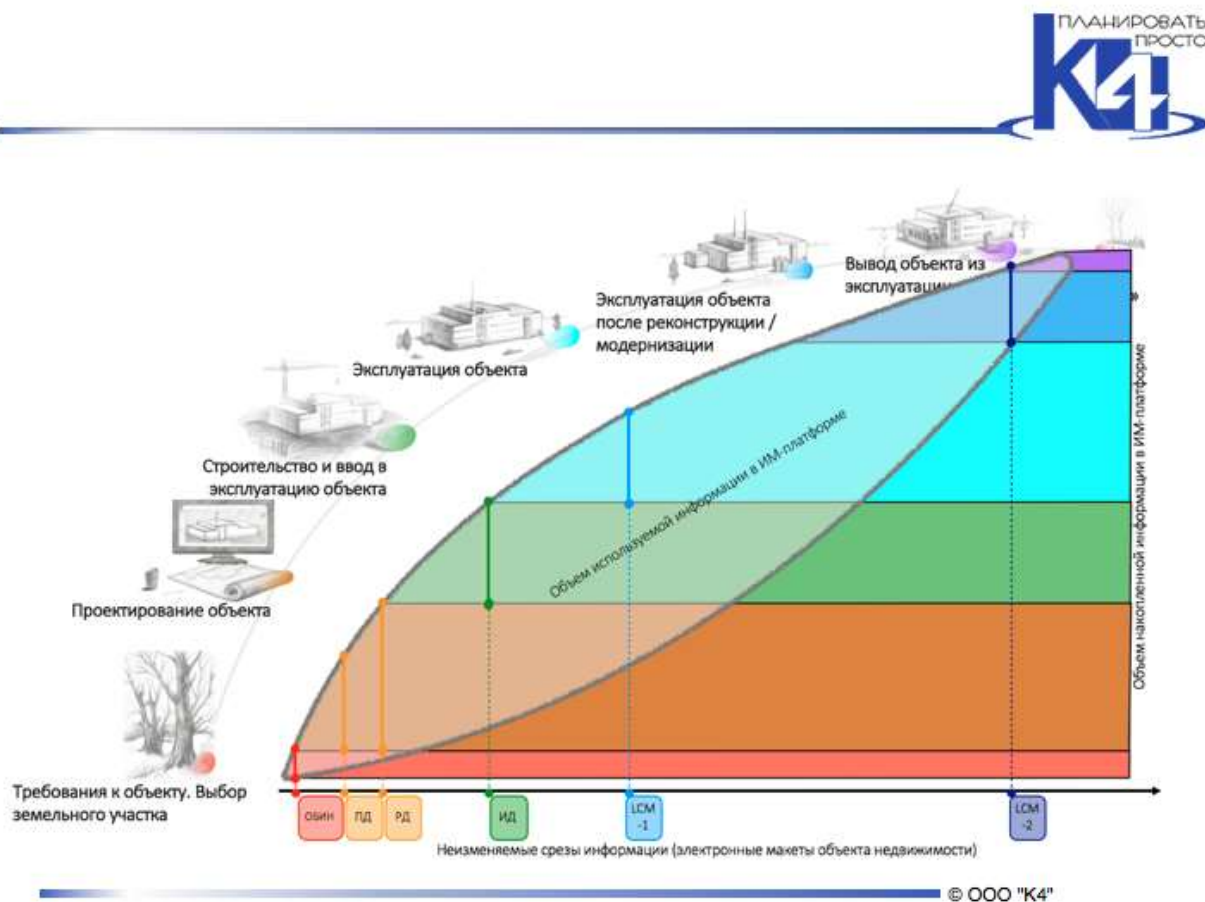 ПЛАНИРОВАТЬ
ПРОСТО
К4
Вывод объекта из
эксплуатации
»
Эксплуатация объекта
после реконструкции /
модернизации
Эксплуатация объекта
Строительство и ввод в
эксплуатацию объекта
Проектирование объекта
Требования к объекту. Выбор
земельного участка
Объем используемой информации в ИМ-платформе
Объем накопленной информации в ИМ-платформе
ОБИН
ПД
РД
ИД
LCM
-1
LCM
-2
Неизменяемые срезы информации (электронные макеты объекта недвижимости)
© ООО "К4"